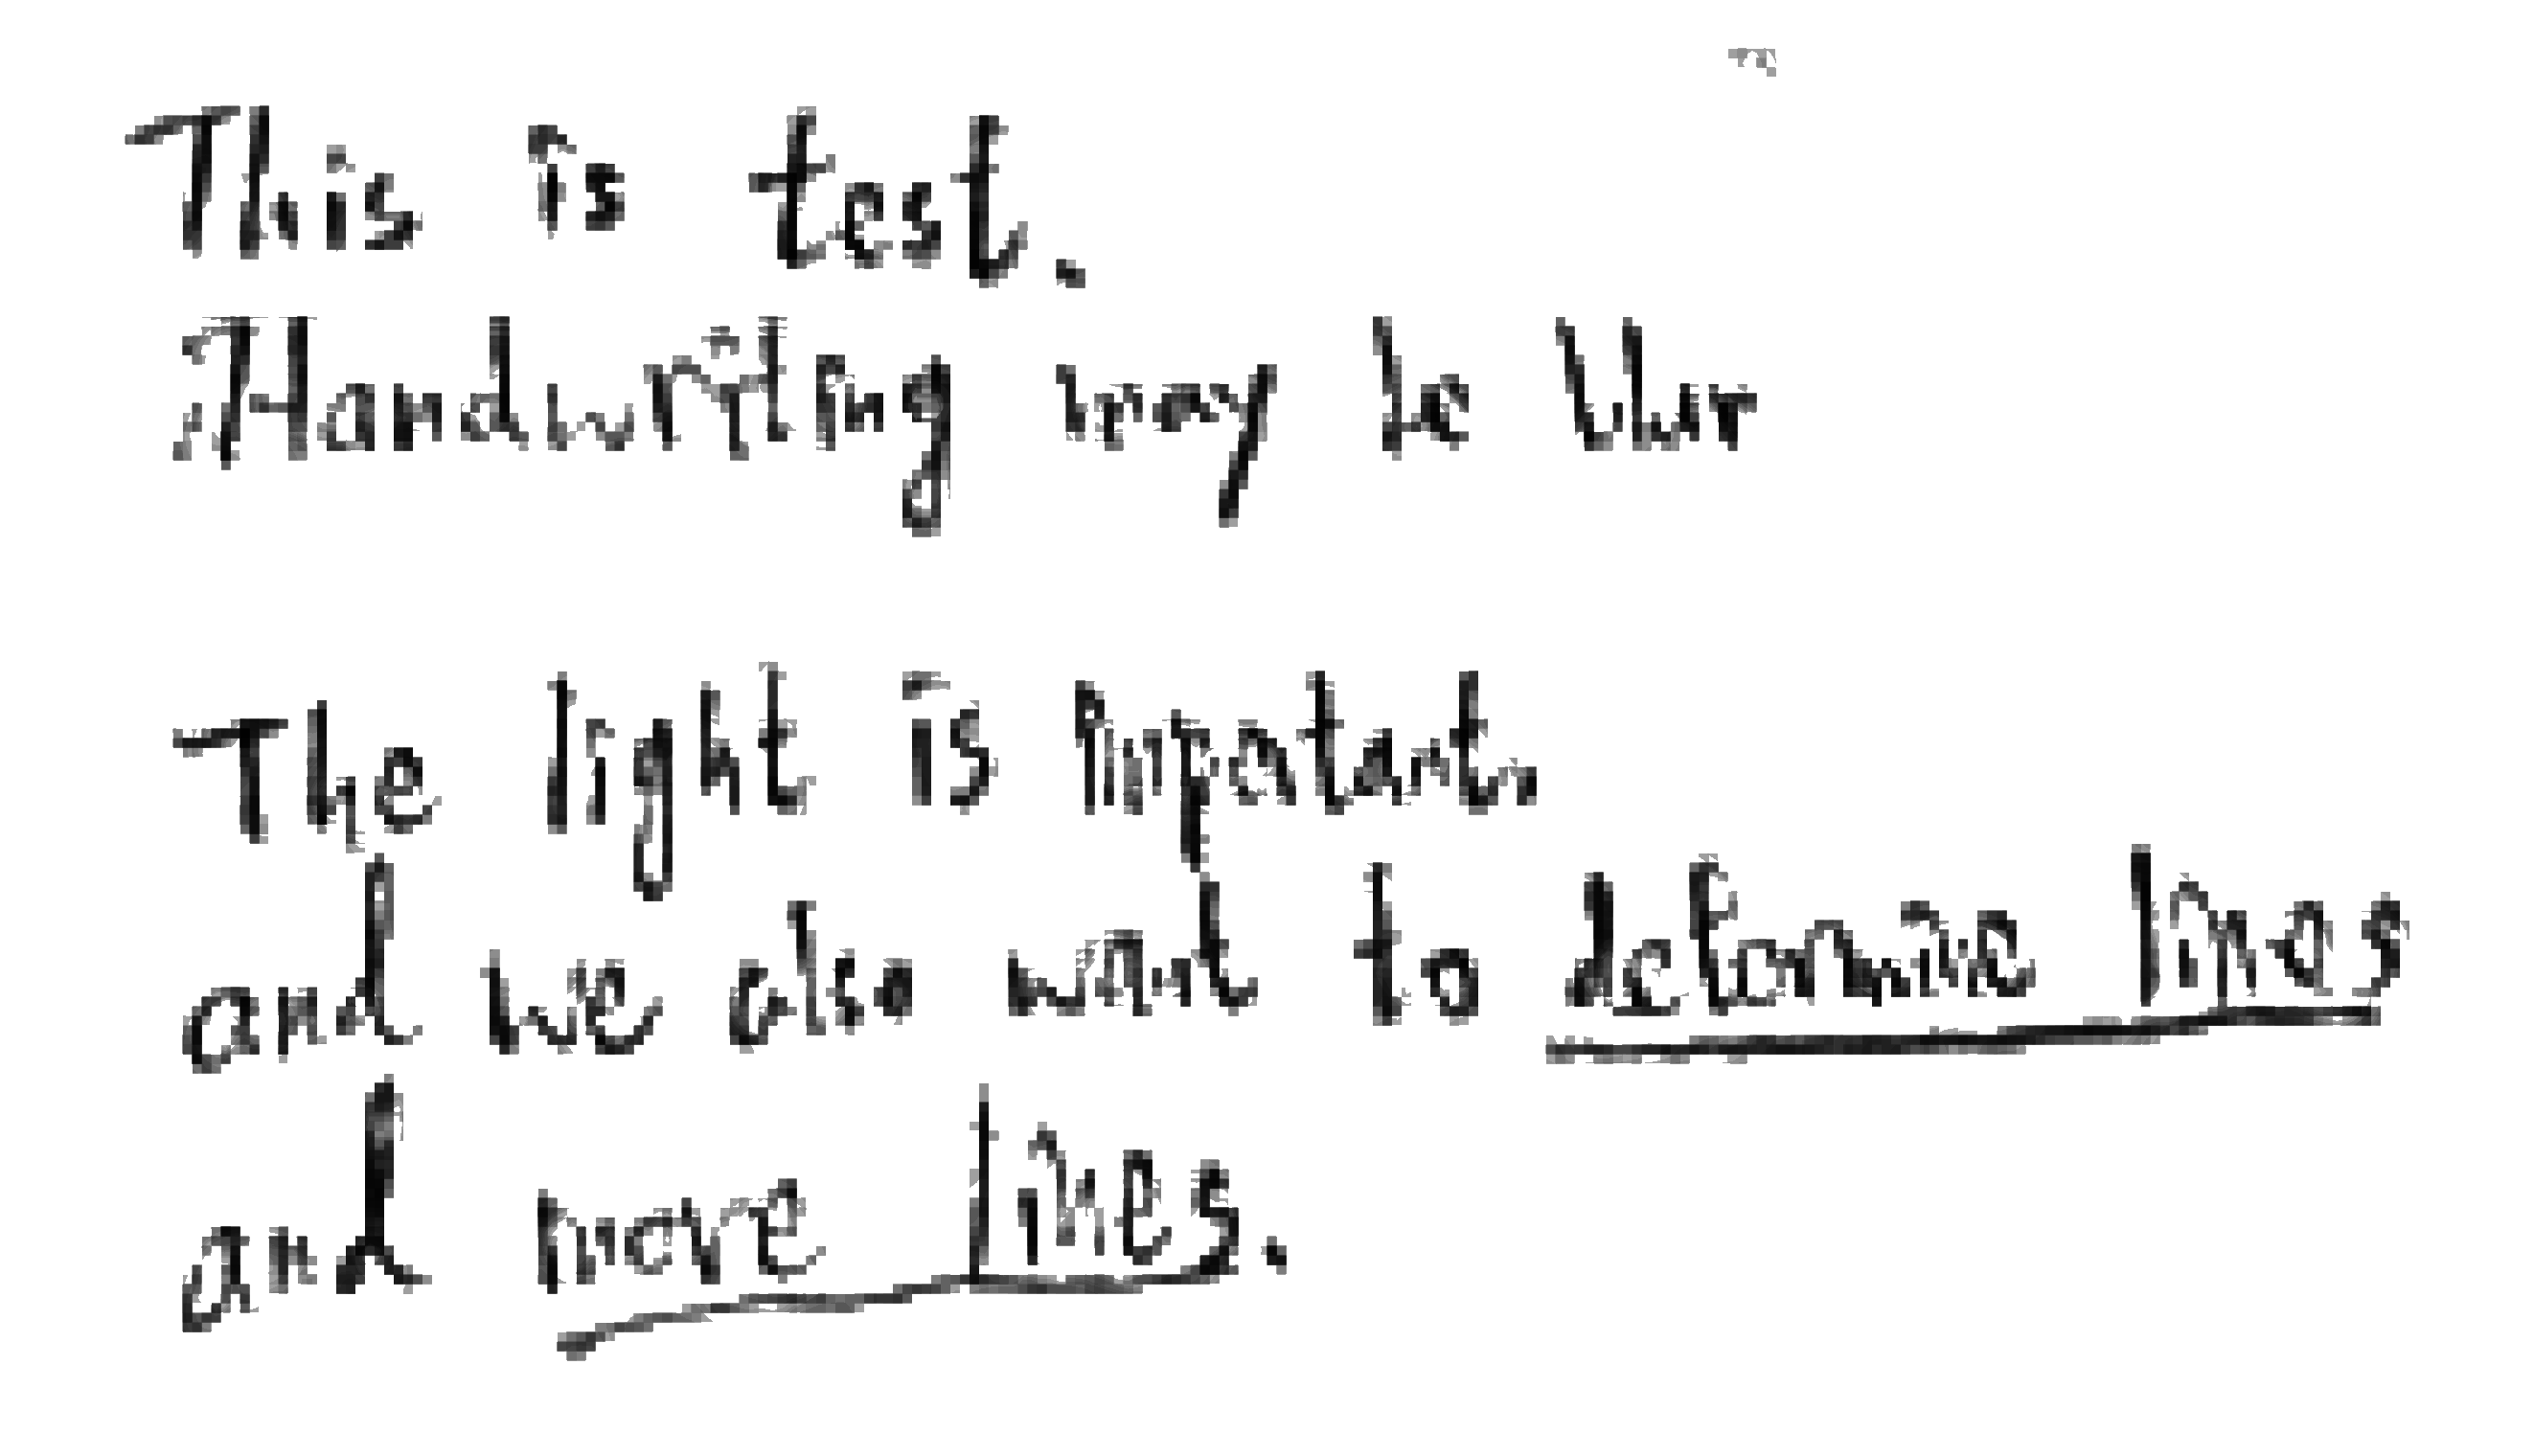 This is test.
Handwriting may be blur
The light is impotant,
and we also want to determine lines
and more lines.